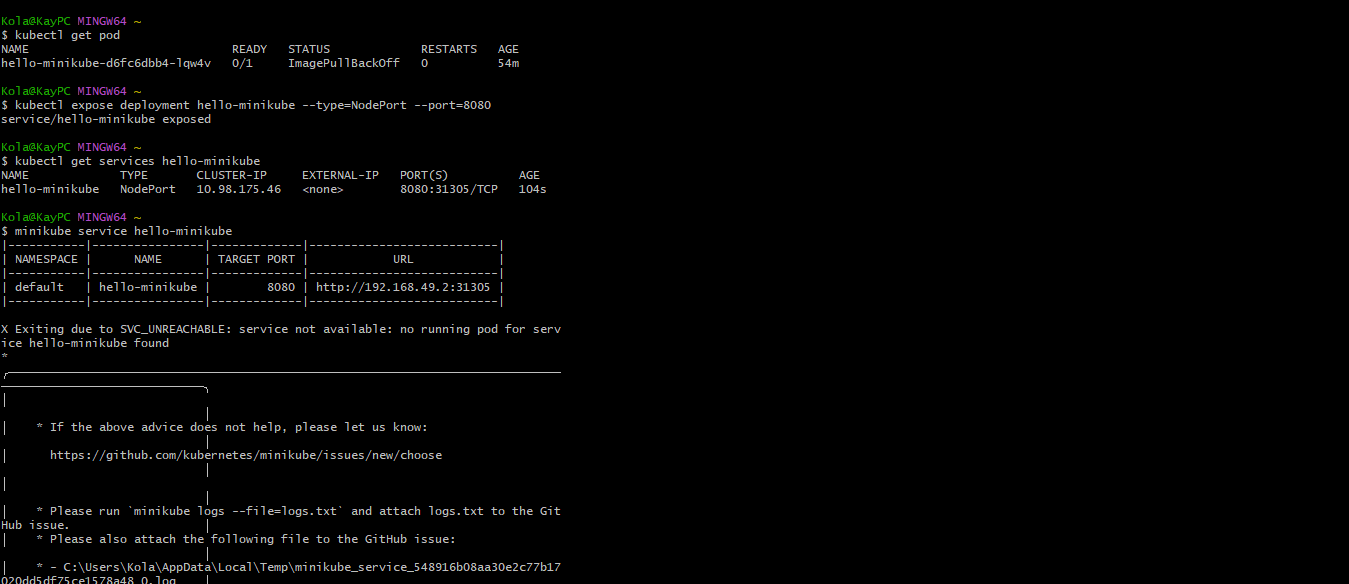 Kola@KayPC MINGW64 ~
$ kubectl get pod
NAME                             READY   STATUS             RESTARTS   AGE
hello-minikube-d6fc6dbb4-lqw4v   0/1     ImagePullBackOff   0          54m
Kola@KayPC MINGW64 ~
$ kubectl expose deployment hello-minikube --type=NodePort --port=8080
service/hello-minikube exposed
Kola@KayPC MINGW64 ~
$ kubectl get services hello-minikube
NAME             TYPE       CLUSTER-IP     EXTERNAL-IP   PORT(S)          AGE
hello-minikube   NodePort   10.98.175.46   <none>        8080:31305/TCP   104s
Kola@KayPC MINGW64 ~
$ minikube service hello-minikube
|-----------|----------------|-------------|---------------------------|
| NAMESPACE |      NAME      | TARGET PORT |            URL            |
|-----------|----------------|-------------|---------------------------|
| default   | hello-minikube |        8080 | http://192.168.49.2:31305 |
|-----------|----------------|-------------|---------------------------|
X Exiting due to SVC_UNREACHABLE: service not available: no running pod for serv
ice hello-minikube found
*
* If the above advice does not help, please let us know:
https://github.com/kubernetes/minikube/issues/new/choose
* Please run `minikube logs --file=logs.txt` and attach logs.txt to the Git
Hub issue.
* Please also attach the following file to the GitHub issue:
* - C:\Users\Kola\AppData\Local\Temp\minikube_service_548916b08aa30e2c77b17
020dd5df75ce1578a48_0.log